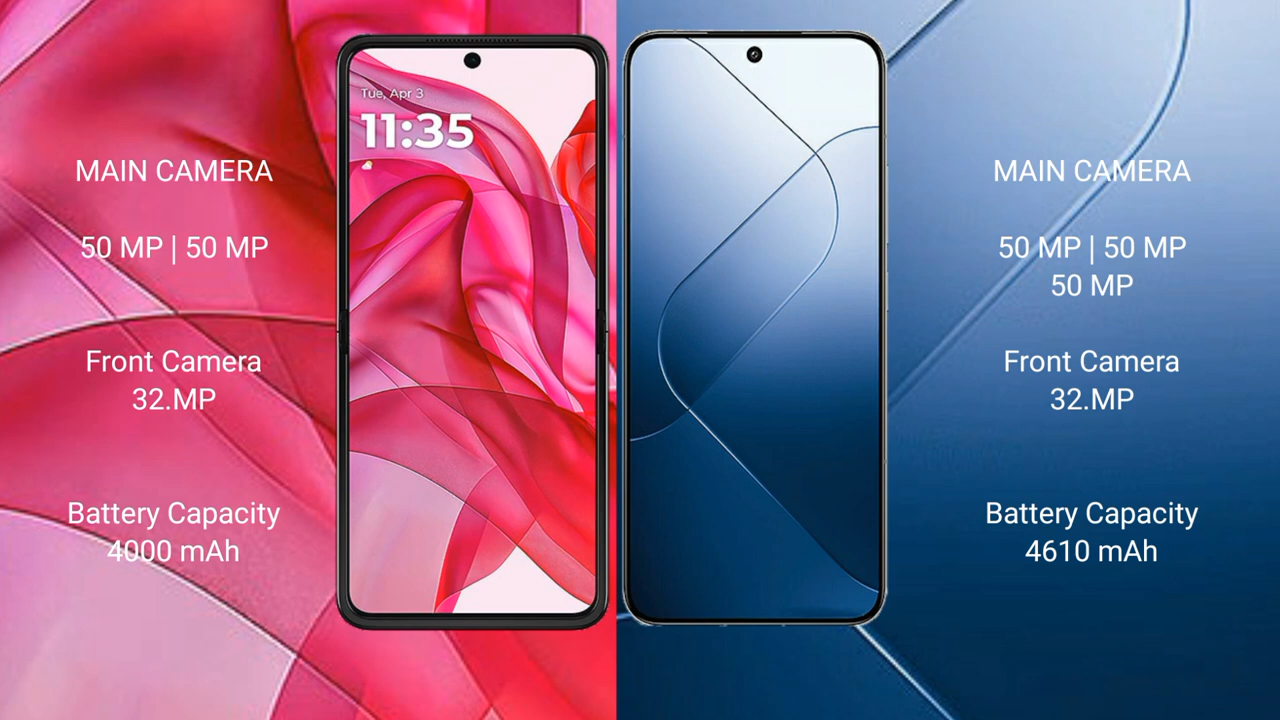 MAIN CAMERA
50 MP | 50 MP
Front Camera
32.MP
Battery Capacity
4000 mAh
Tue, Apr 3
11:35
MAIN CAMERA
50 MP | 50 MP
50 MP
Front Camera
32.MP
Battery Capacity
4610 mAh